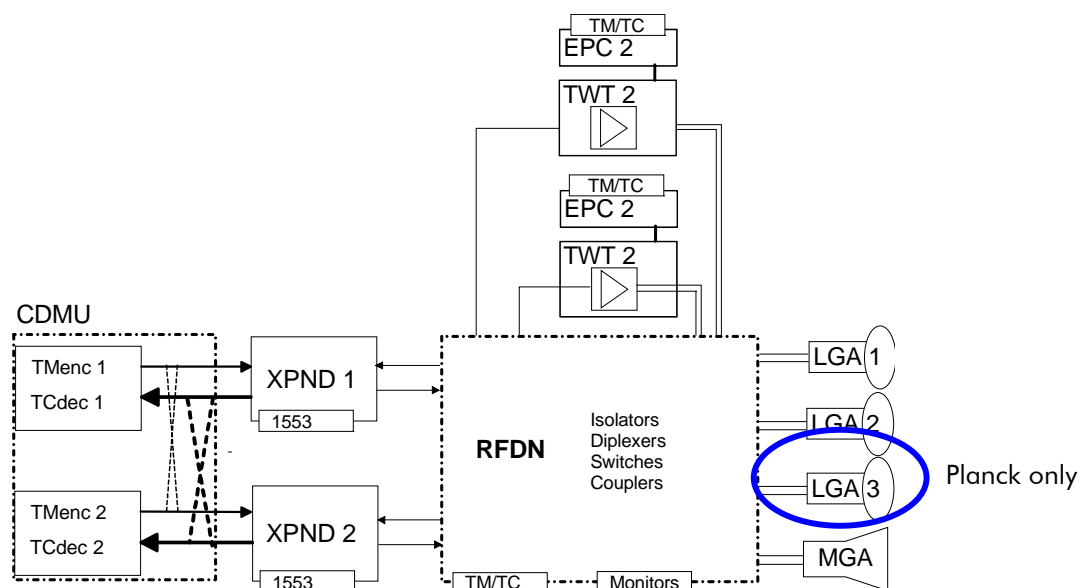 TM/TC
EPC 2
TWT 2
TM/TC
EPC 2
TWT 2
CDMU
TMenc 1
TCdec 1
XPND 1
1553
TMenc 2
TCdec 2
XPND 2
1553
RFDN
Isolators
Diplexers
Switches
Couplers
TM/TC
Monitors
LGA 1
LGA 2
LGA 3
Planck only
MGA